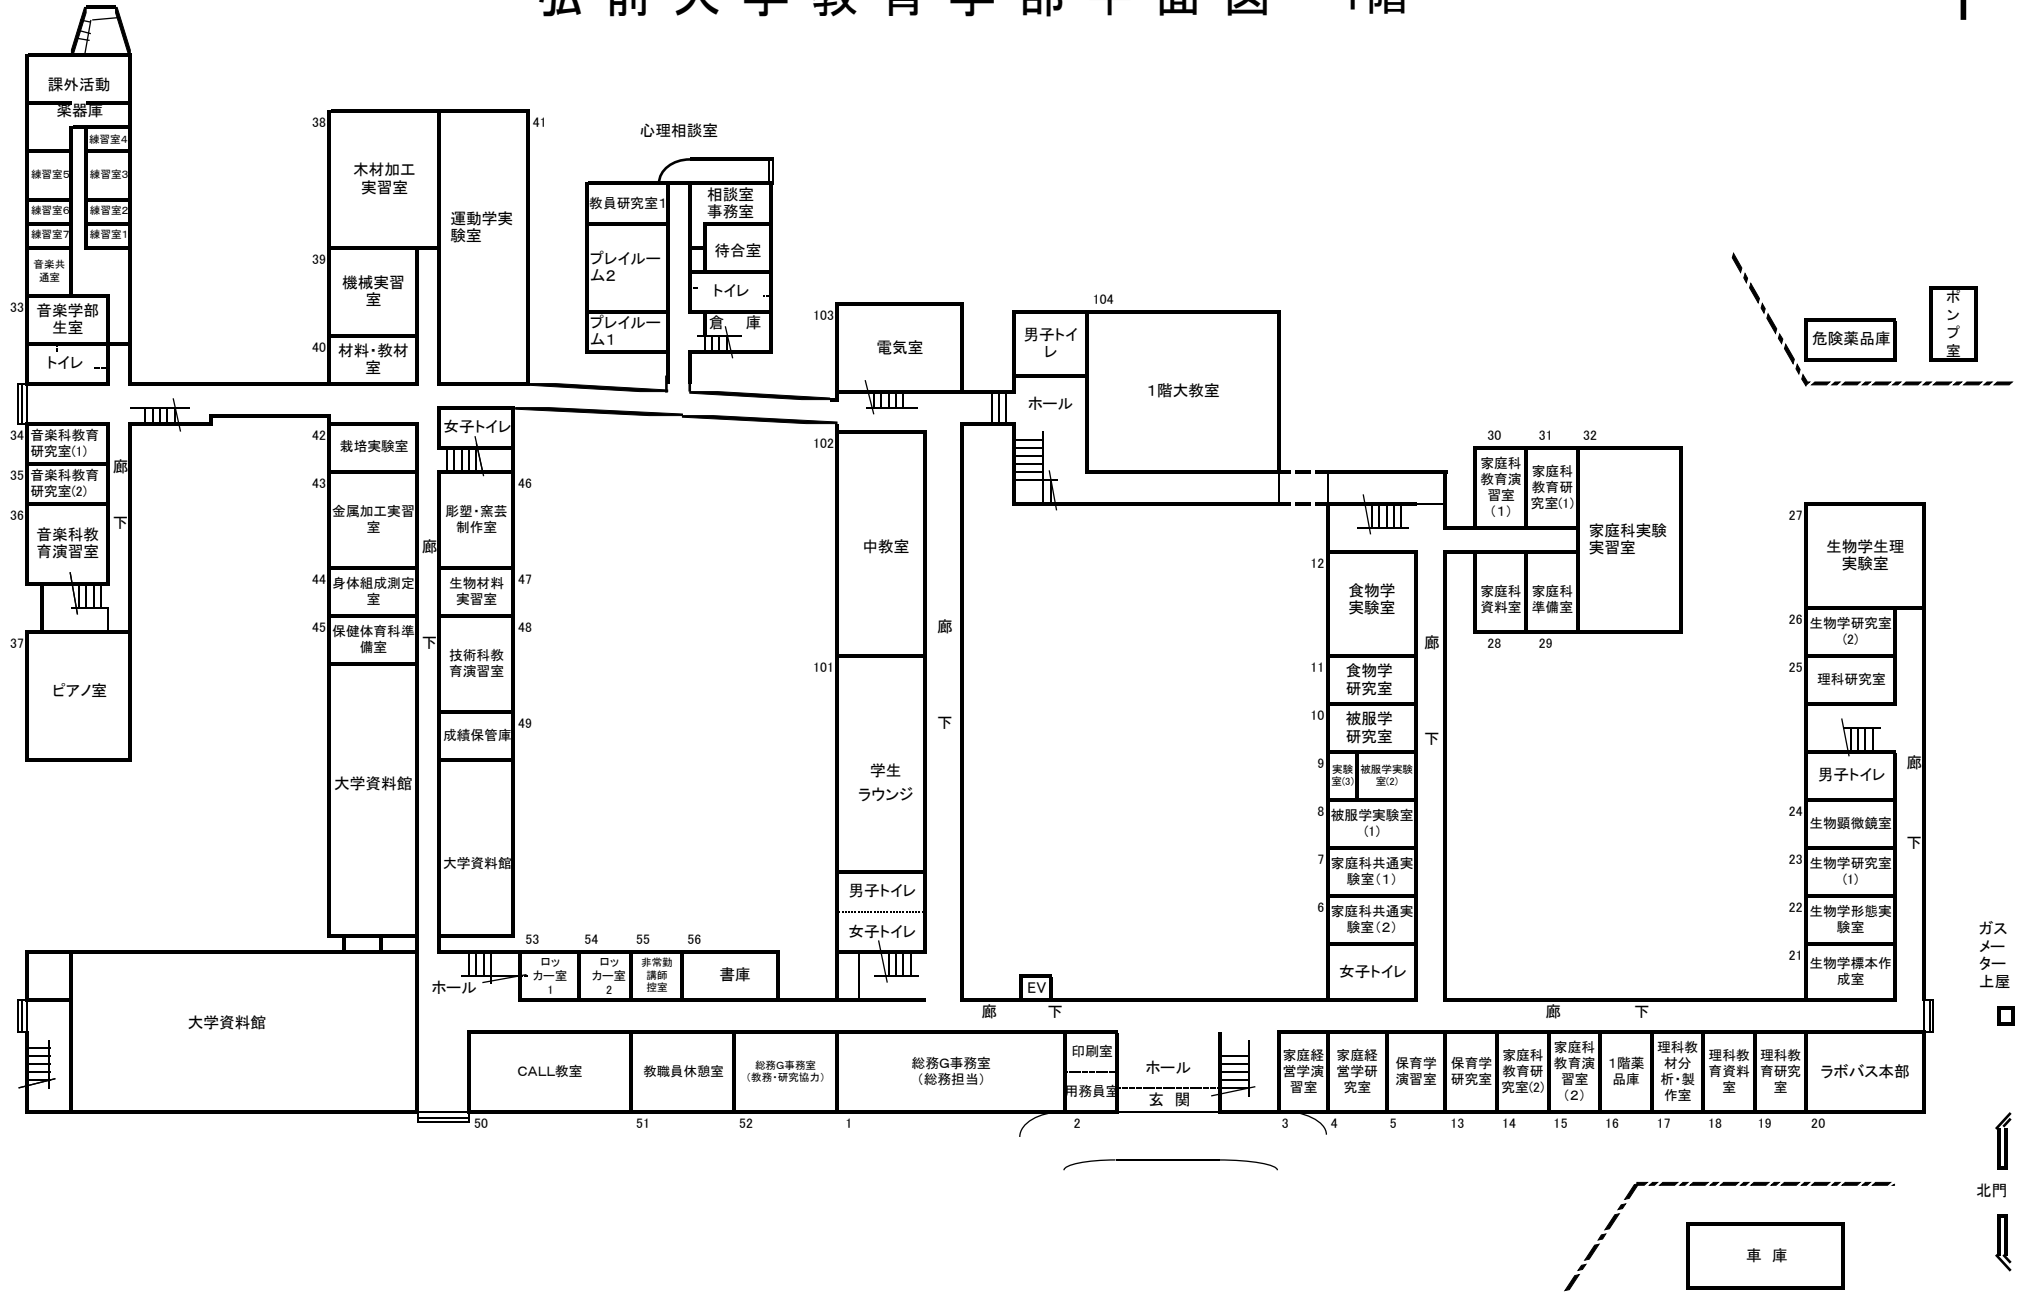 弘前大学教育学部平面図 1階
課外活動
楽器庫
練習室4
練習室5
練習室3
練習室6
練習室2
練習室7
練習室1
音楽共
通室
33
音楽学部
生室
トイレ
34
音楽科教育
研究室(1)
35
音楽科教育
研究室(2)
36
音楽科教
育演習室
廊
下
37
ピアノ室
38
木材加工
実習室
41
運動学実
験室
39
機械実習
室
40
材料・教材
室
心理相談室
教員研究室1
相談室
事務室
プレイルー
ム2
待合室
トイレ
プレイルー
ム1
倉 庫
103
電気室
男子トイ
レ
104
1階大教室
ホール
危険薬品庫
ポ
ン
プ
室
42
栽培実験室
43
金属加工実習
室
44
身体組成測定
室
45
保健体育科準
備室
大学資料館
廊
下
女子トイレ
46
彫塑・窯芸
制作室
47
生物材料
実習室
48
技術科教
育演習室
49
成績保管庫
大学資料館
102
中教室
101
学生
ラウンジ
男子トイレ
女子トイレ
廊
下
30
家庭科
教育演
習室
(1)
31
家庭科
教育研
究室(1)
32
家庭科実験
実習室
家庭科
資料室
28
家庭科
準備室
29
12
食物学
実験室
11
食物学
研究室
10
被服学
研究室
9
実験
室(3)
被服学実験
室(2)
8
被服学実験室
(1)
7
家庭科共通実
験室(1)
6
家庭科共通実
験室(2)
女子トイレ
廊
下
27
生物学生理
実験室
26
生物学研究室
(2)
25
理科研究室
男子トイレ
24
生物顕微鏡室
23
生物学研究室
(1)
22
生物学形態実
験室
21
生物学標本作
成室
廊
下
ガス
メー
ター
上屋
大学資料館
ホール
53
ロッ
カー室
1
54
ロッ
カー室
2
55
非常勤
講師
控室
56
書庫
EV
廊 下
廊 下
CALL教室
50
教職員休憩室
51
総務G事務室
(教務・研究協力)
52
総務G事務室
(総務担当)
1
印刷室
用務員室
2
ホール
玄 関
家庭経
営学演
習室
3
家庭経
営学研
究室
4
保育学
演習室
5
保育学
研究室
13
家庭科
教育研
究室(2)
14
家庭科
教育演
習室
(2)
15
1階薬
品庫
16
理科教
材分
析・製
作室
17
理科教
育資料
室
18
理科教
育研究
室
19
ラボバス本部
20
北門
車 庫